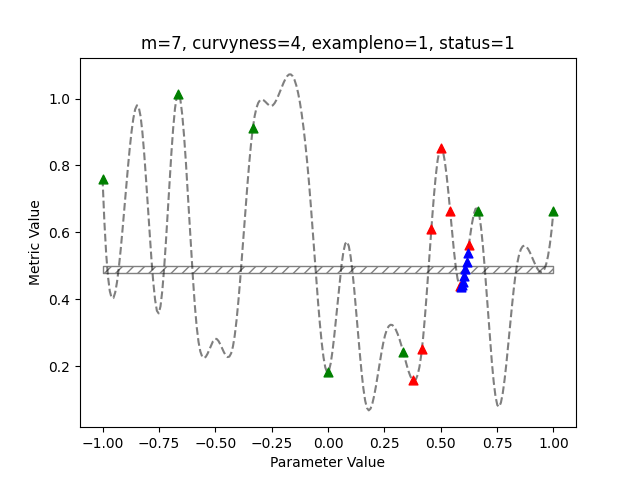 m=7, curvyness=4, exampleno=1, status=1
Metric Value
1.0
0.8
0.6
0.4
0.2
−1.00 −0.75 −0.50 −0.25 0.00 0.25 0.50 0.75 1.00
Parameter Value